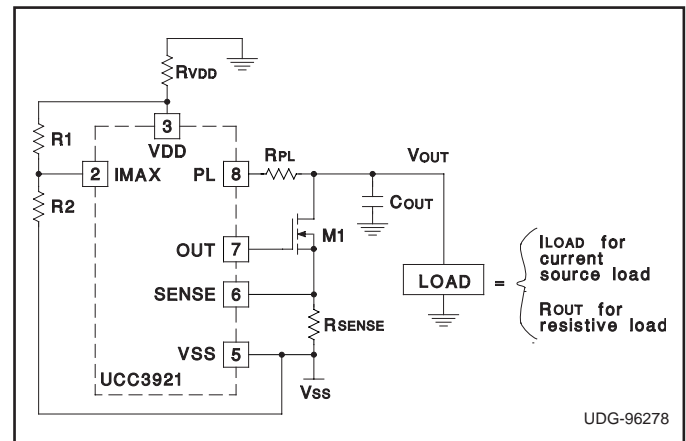 RVDD
R1
3
VDD
2 IMAX
PL 8
RPL
VOUT
R2
COUT
OUT 7
M1
ILOAD for
current
source load
LOAD =
SENSE 6
ROUT for
resistive load
RSENSE
VSS 5
UCC3921
VSS
UDG-96278